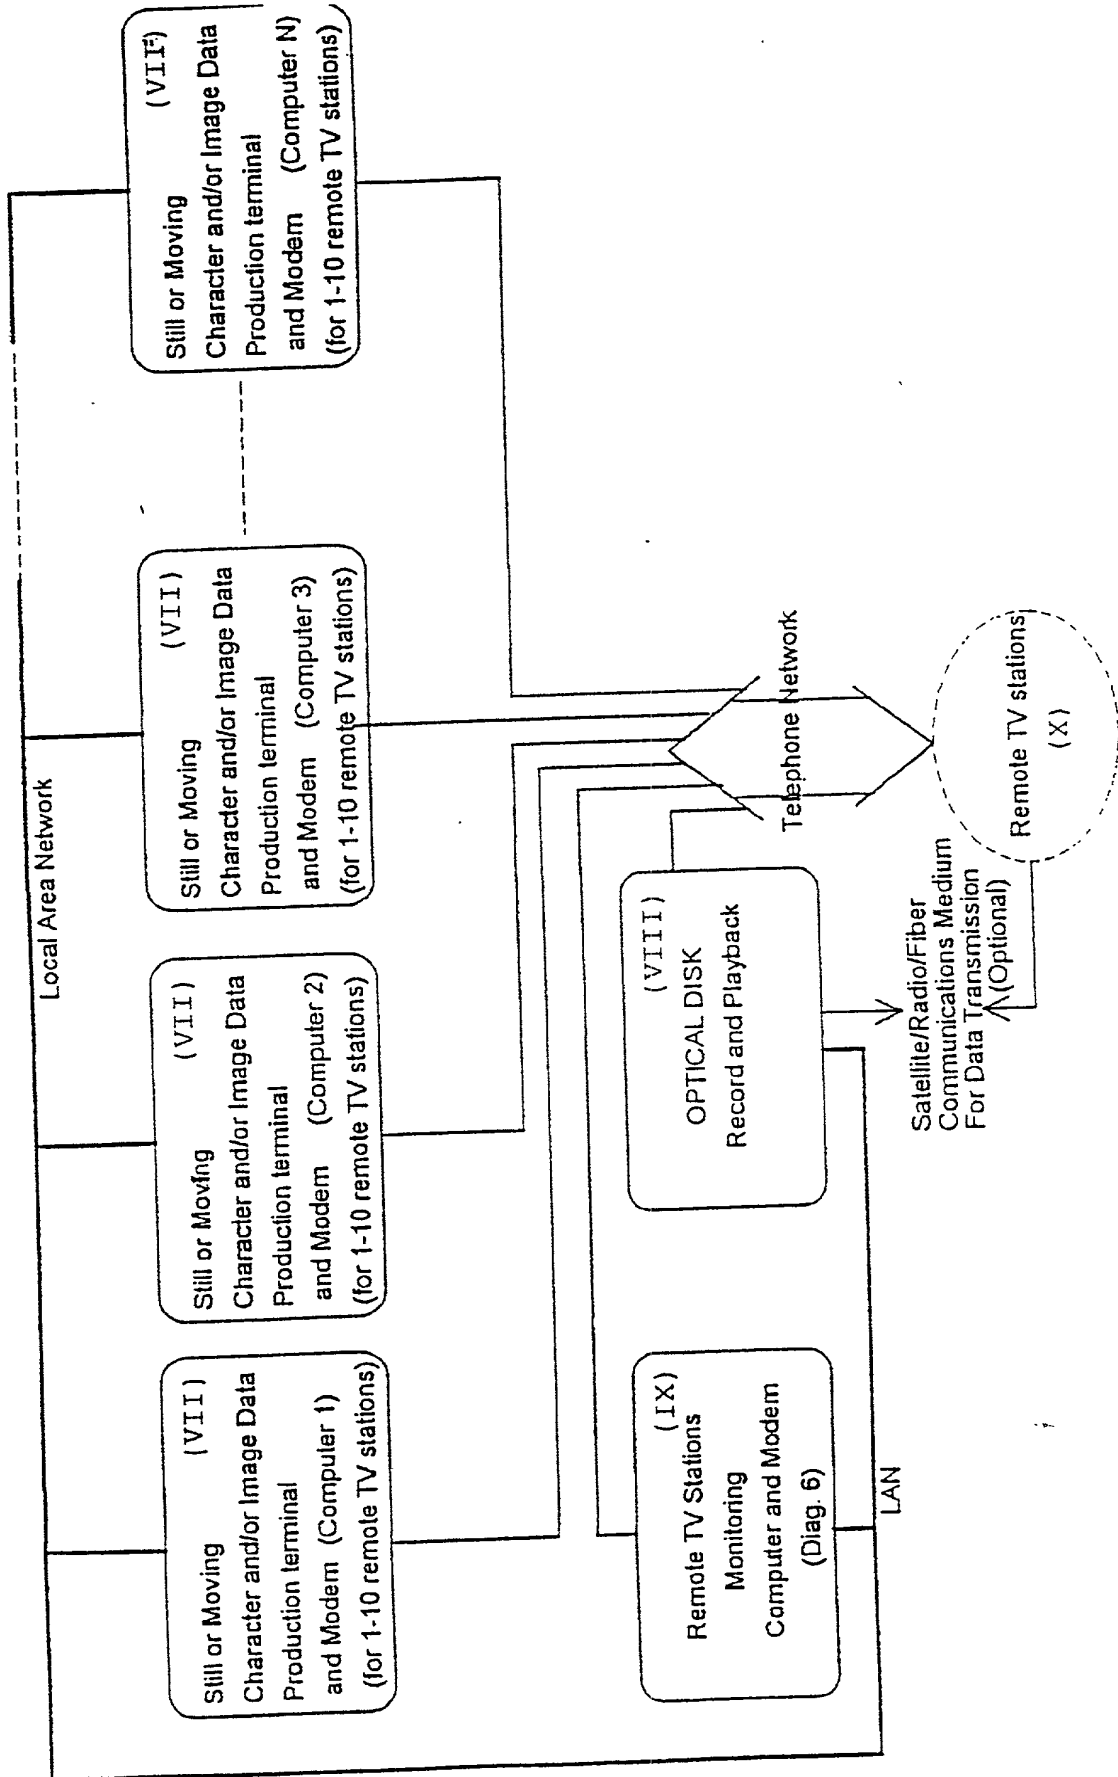 Local Area Network
(VII)
Still or Moving
Character and/or Image Data
Production terminal
and Modem (Computer 1)
(for 1-10 remote TV stations)
(VII)
Still or Moving
Character and/or Image Data
Production terminal
and Modem (Computer 2)
(for 1-10 remote TV stations)
(VII)
Still or Moving
Character and/or Image Data
Production terminal
and Modem (Computer 3)
(for 1-10 remote TV stations)
(VII)
Still or Moving
Character and/or Image Data
Production terminal
and Modem (Computer N)
(for 1-10 remote TV stations)
(IX)
Remote TV Stations
Monitoring
Computer and Modem
(Diag. 6)
(VIII)
OPTICAL DISK
Record and Playback
Telephone Network
LAN
Satellite/Radio/Fiber
Communications Medium
For Data Transmission
(Optional)
Remote TV stations
(X)